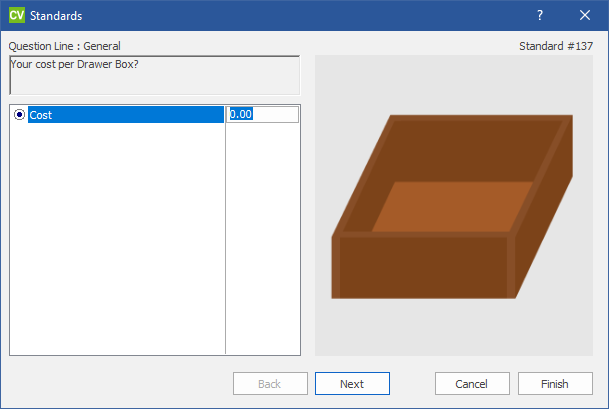 CV Standards ?
Question Line : General Standard #137
Your cost per Drawer Box?
Cost 0.00
Back Next Cancel Finish